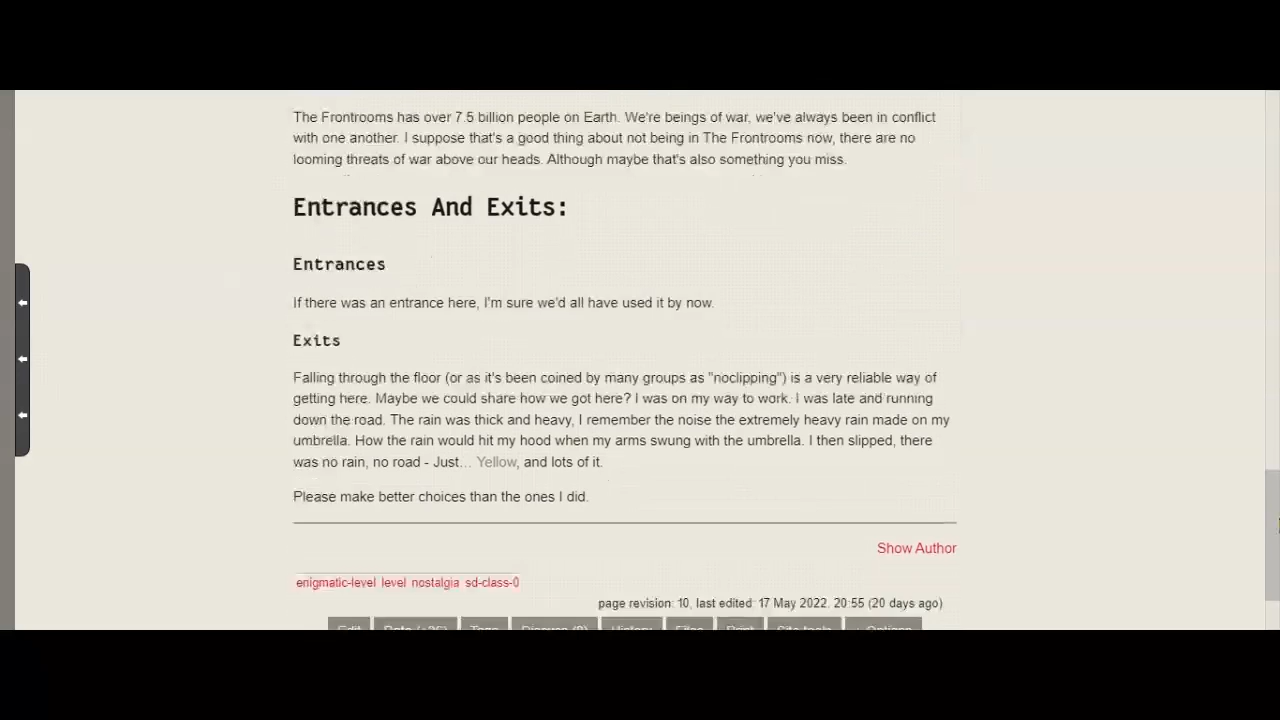 The Frontrooms has over 7.5 billion people on Earth. We're beings of war, we've always been in conflict
with one another. I suppose that's a good thing about not being in The Frontrooms now, there are no
looming threats of war above our heads. Although maybe that's also something you miss.
Entrances And Exits:
Entrances
If there was an entrance here, I'm sure we'd all have used it by now.
Exits
Falling through the floor (or as it's been coined by many groups as "noclipping") is a very reliable way of
getting here. Maybe we could share how we got here? I was on my way to work. I was late and running
down the road. The rain was thick and heavy, I remember the noise the extremely heavy rain made on my
umbrella. How the rain would hit my hood when my arms swung with the umbrella. I then slipped, there
was no rain, no road - Just... Yellow, and lots of it.
Please make better choices than the ones I did.
Show Author
enigmatic-level level nostalgia sd-class-0
page revision: 10, last edited: 17 May 2022, 20:55 (20 days ago)
Edit Tags History Files Print Site tools + Options